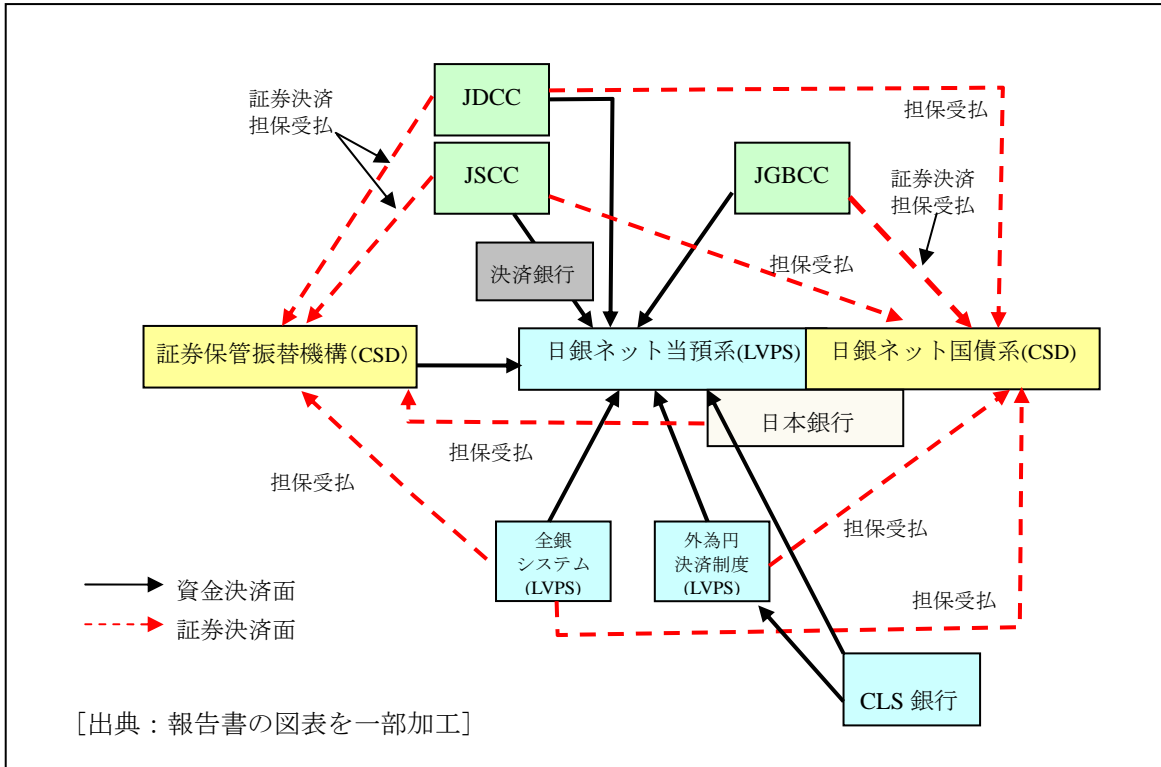 JDCC
証券決済
担保受払
担保受払
JSCC
JGBCC
証券決済
担保受払
担保受払
決済銀行
証券保管振替機構(CSD)
日銀ネット当預系(LVPS)
日銀ネット国債系(CSD)
日本銀行
担保受払
担保受払
全銀
システム
(LVPS)
外為円
決済制度
(LVPS)
担保受払
担保受払
資金決済面
証券決済面
CLS 銀行
[出典：報告書の図表を一部加工]